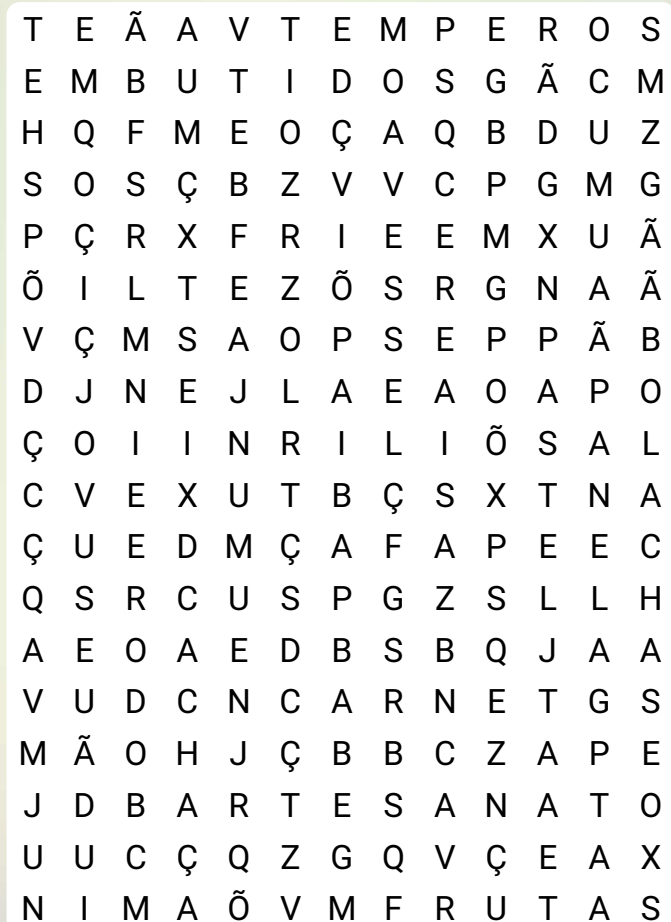 T E Ã A V T E M P E R O S
E M B U T I D O S G Ã C M
H Q F M E O Ç A Q B D U Z
S O S Ç B Z V V C P G M G
P Ç R X F R I E E M X U Ã
Õ I L T E Z Õ S R G N A Ã
V Ç M S A O P S E P P Ã B
D J N E J L A E A O A P O
Ç O I I N R I L I Õ S A L
C V E X U T B Ç S X T N A
Ç U E D M Ç A F A P E E C
Q S R C U S P G Z S L L H
A E O A E D B S B Q J A A
V U D C N C A R N E T G S
M Ã O H J Ç B B C Z A P E
J D B A R T E S A N A T O
U U C Ç Q Z G Q V Ç E A X
N I M A Õ V M F R U T A S